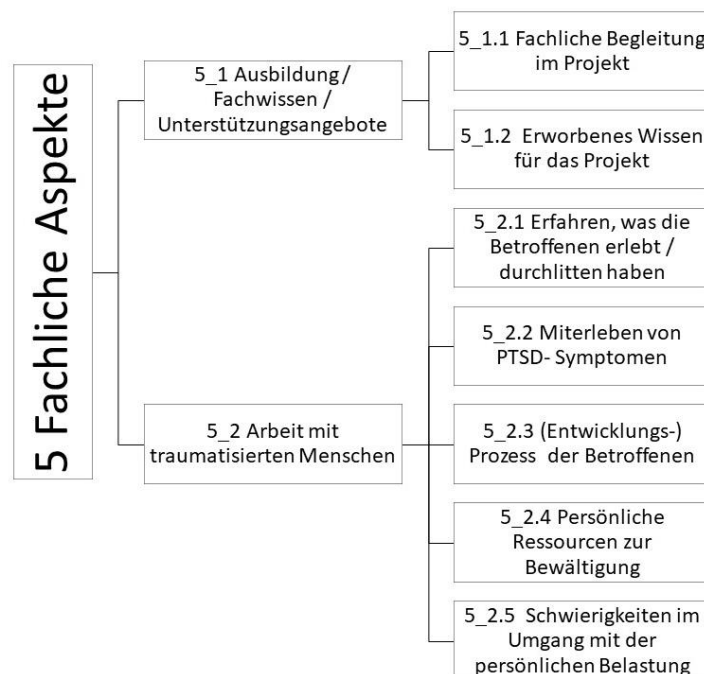 5 Fachliche Aspekte
5_1 Ausbildung /
Fachwissen /
Unterstützungsangebote
5_1.1 Fachliche Begleitung
im Projekt
5_1.2 Erworbenes Wissen
für das Projekt
5_2 Arbeit mit
traumatisierten Menschen
5_2.1 Erfahren, was die
Betroffenen erlebt /
durchlitten haben
5_2.2 Miterleben von
PTSD- Symptomen
5_2.3 (Entwicklungs-)
Prozess der Betroffenen
5_2.4 Persönliche
Ressourcen zur
Bewältigung
5_2.5 Schwierigkeiten im
Umgang mit der
persönlichen Belastung